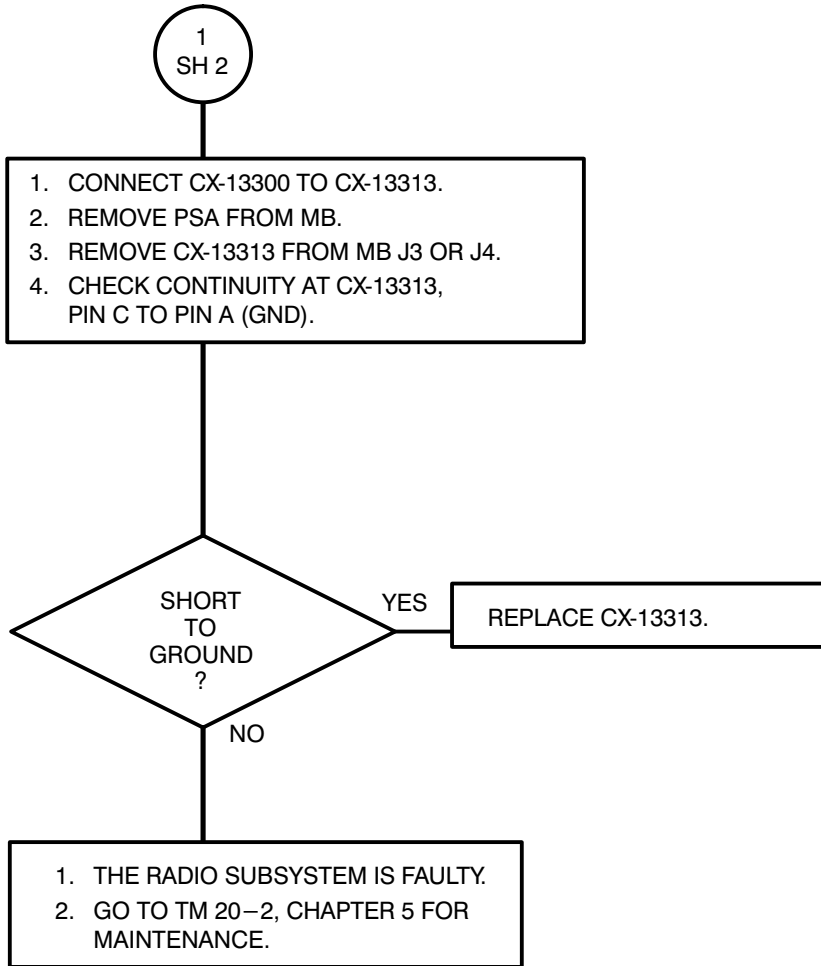 1
SH 2
1. CONNECT CX-13300 TO CX-13313.
2. REMOVE PSA FROM MB.
3. REMOVE CX-13313 FROM MB J3 OR J4.
4. CHECK CONTINUITY AT CX-13313,
PIN C TO PIN A (GND).
SHORT
TO
GROUND
?
YES
REPLACE CX-13313.
NO
1. THE RADIO SUBSYSTEM IS FAULTY.
2. GO TO TM 20−2, CHAPTER 5 FOR
MAINTENANCE.